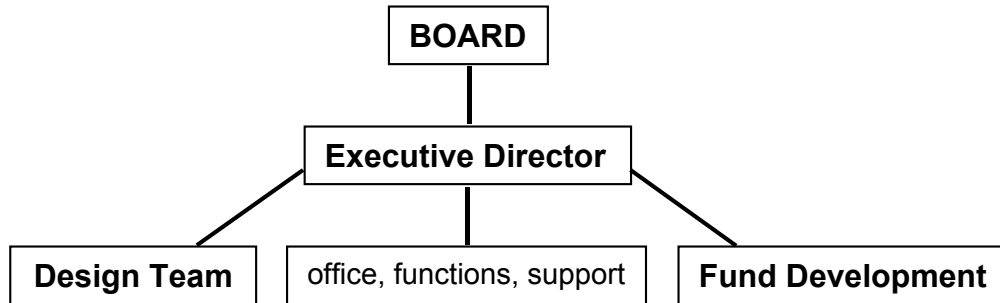 BOARD
Executive Director
Design Team
office, functions, support
Fund Development